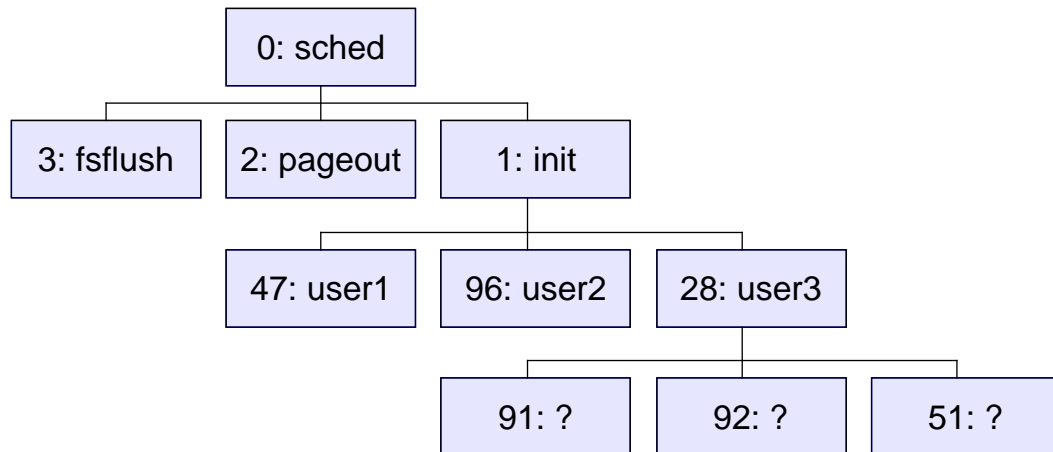 0: sched
3: fsflush
2: pageout
1: init
47: user1
96: user2
28: user3
91: ?
92: ?
51: ?